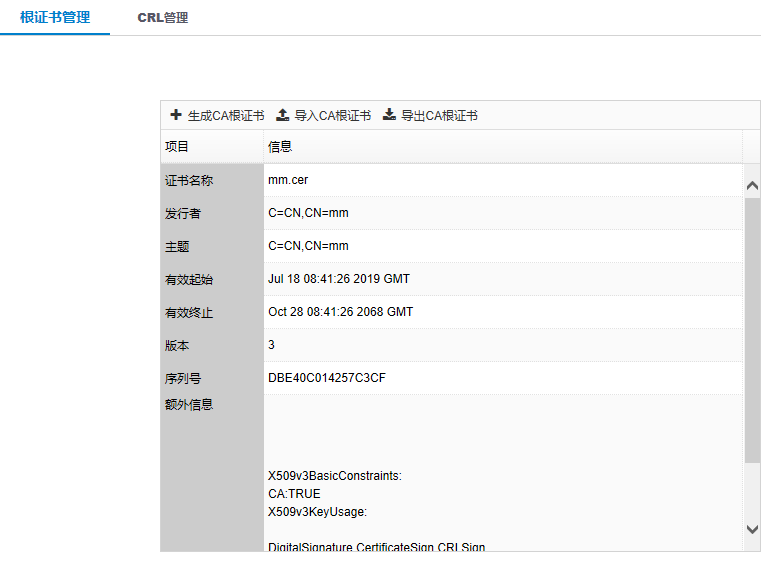 根证书管理 CRL管理
生成CA根证书 导入CA根证书 导出CA根证书
项目 信息
证书名称 mm.cer
发行者 C=CN,CN=mm
主题 C=CN,CN=mm
有效起始 Jul 18 08:41:26 2019 GMT
有效终止 Oct 28 08:41:26 2068 GMT
版本 3
序列号 DBE40C014257C3CF
额外信息
X509v3BasicConstraints:
CA:TRUE
X509v3KeyUsage:
DigitalSignature,CertificateSign,CRLSign